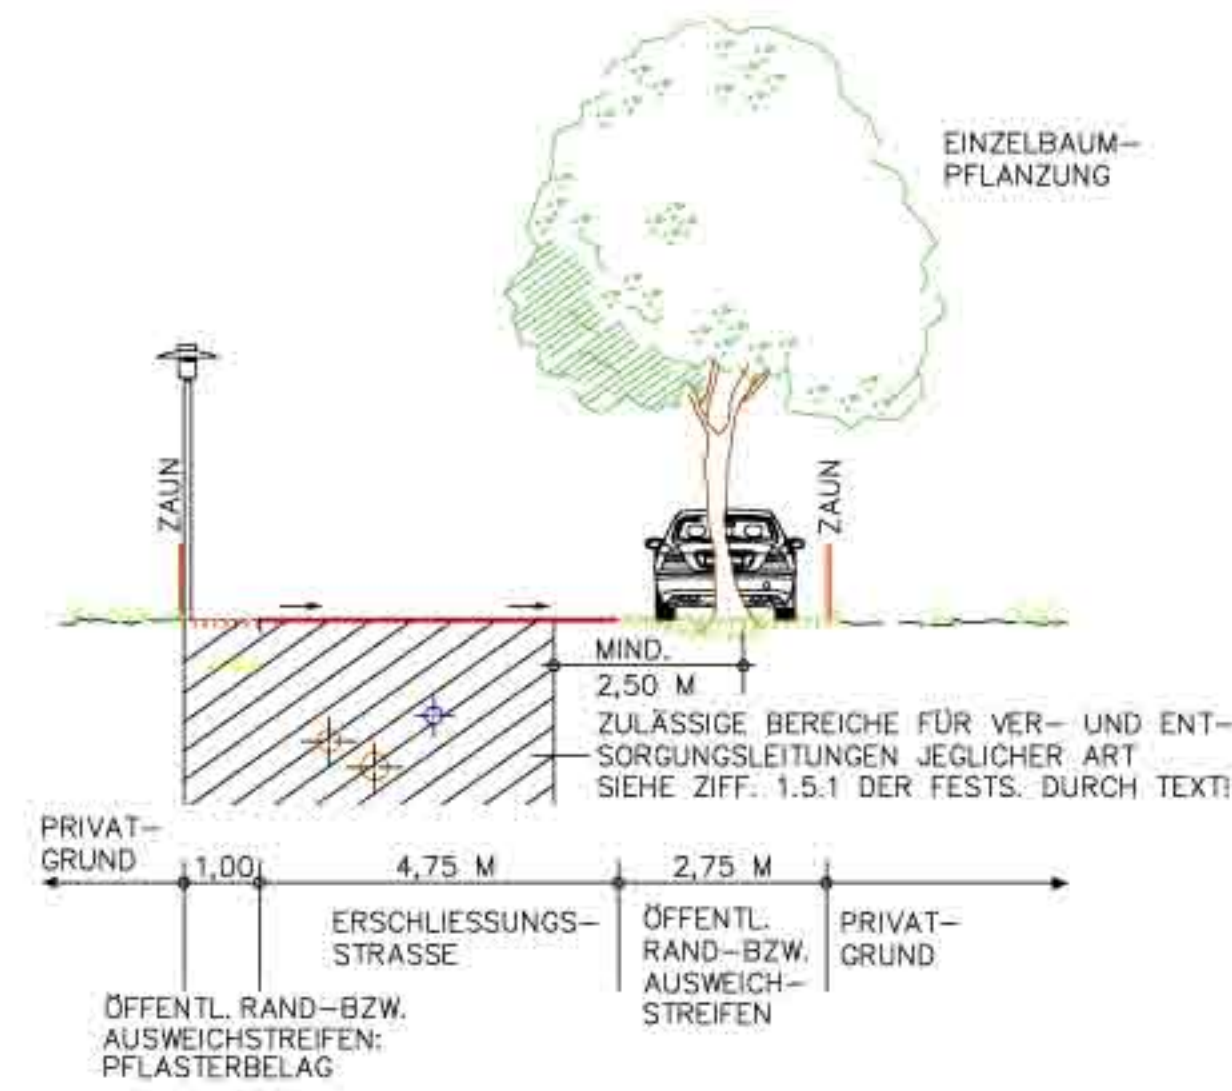 EINZELBAUM-
PFLANZUNG
ZAUN
ZAUN
MIND.
2,50 M
ZULÄSSIGE BEREICHE FÜR VER- UND ENT-
SORGUNGSLEITUNGEN JEGLICHER ART
SIEHE ZIFF. 1.5.1 DER FESTS. DURCH TEXT!
PRIVAT-
GRUND
1,00
4,75 M
2,75 M
ERSCHLIESSUNGS-
STRASSE
ÖFFENTL.
RAND-BZW.
AUSWEICH-
STREIFEN
PRIVAT-
GRUND
ÖFFENTL. RAND-BZW.
AUSWEICHSTREIFEN:
PFLASTERBELAG